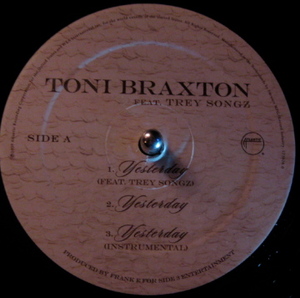 TONI BRAXTON
FEAT. TREY SONGZ
SIDE A
1. Yesterday
(FEAT. TREY SONGZ)
2. Yesterday
3. Yesterday
(INSTRUMENTAL)
PRODUCED BY FRANK E FOR SIDE 3 ENTERTAINMENT